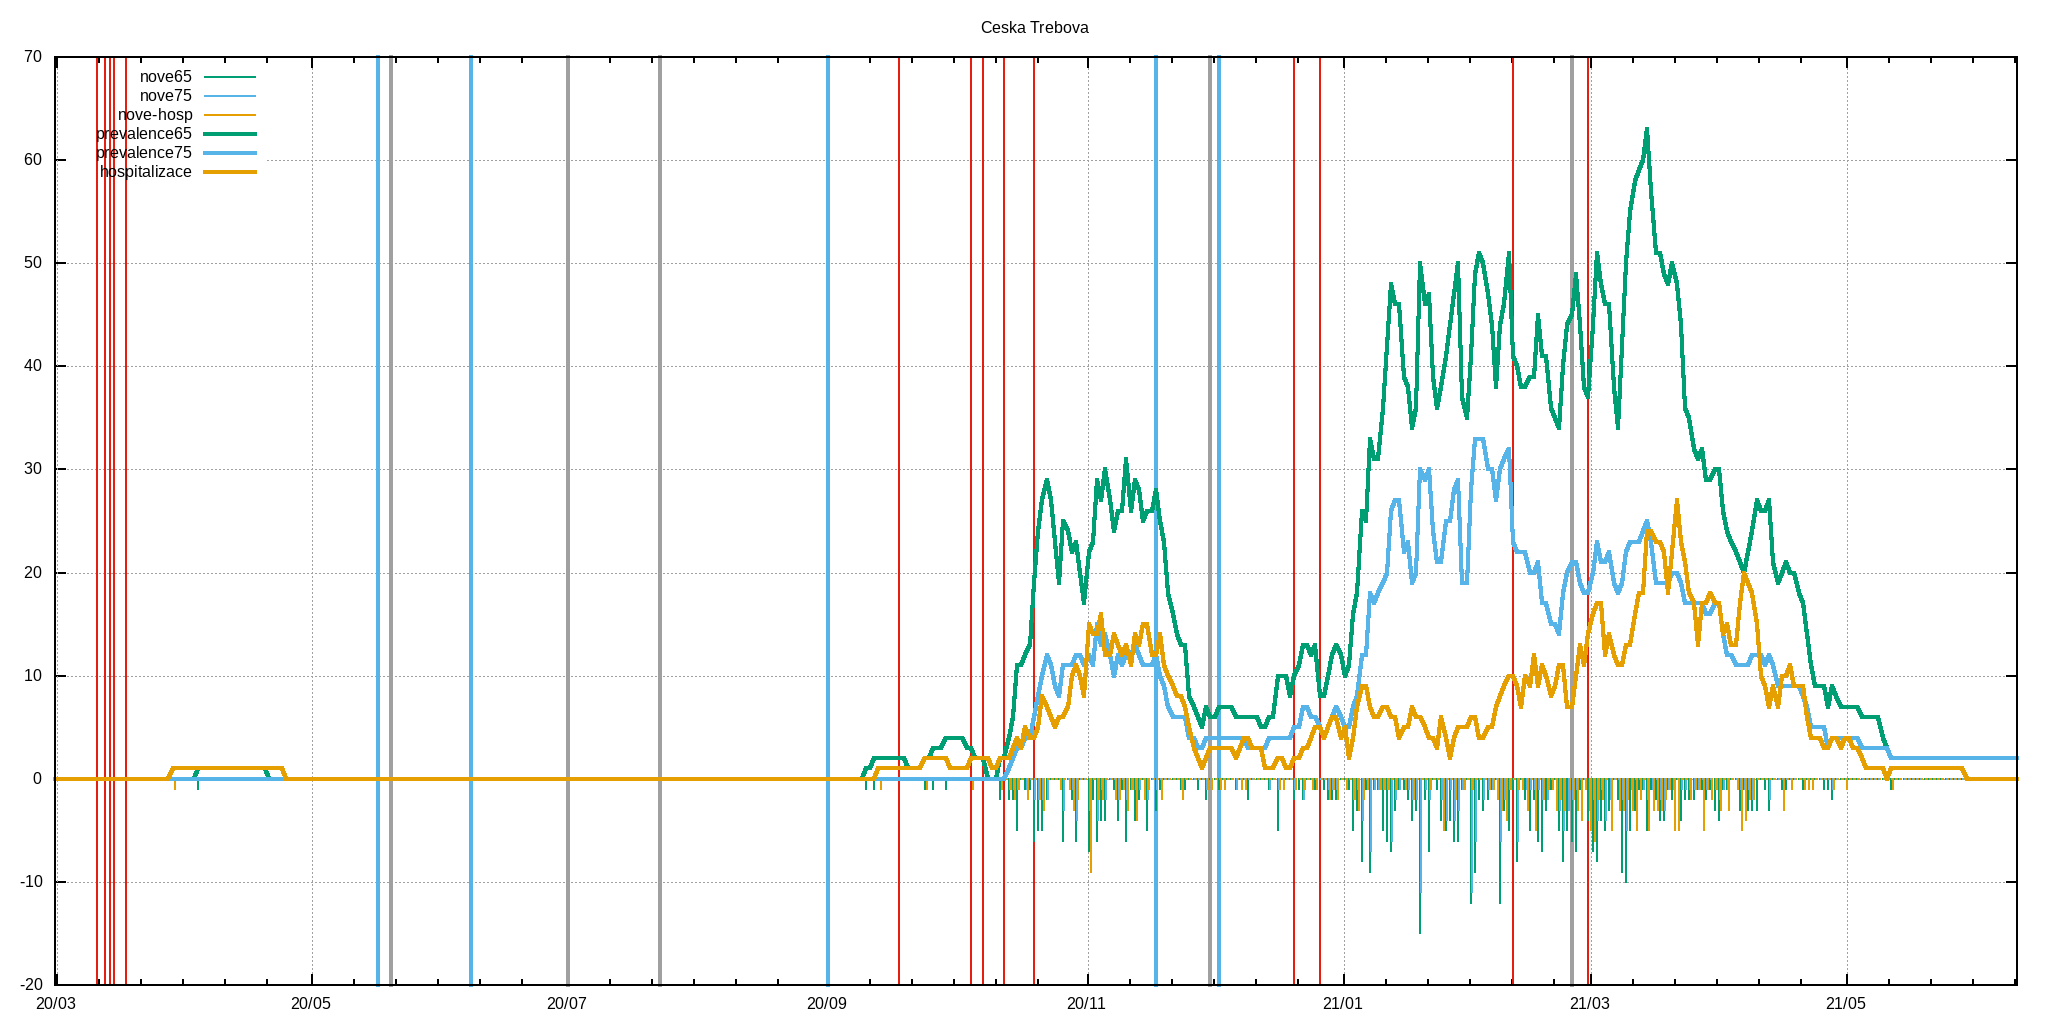 Ceska Trebova
70
60
50
40
30
20
10
0
-10
-20
nove65
nove75
nove-hosp
prevalence65
prevalence75
hospitalizace
20/03 20/05 20/07 20/09 20/11 21/01 21/03 21/05